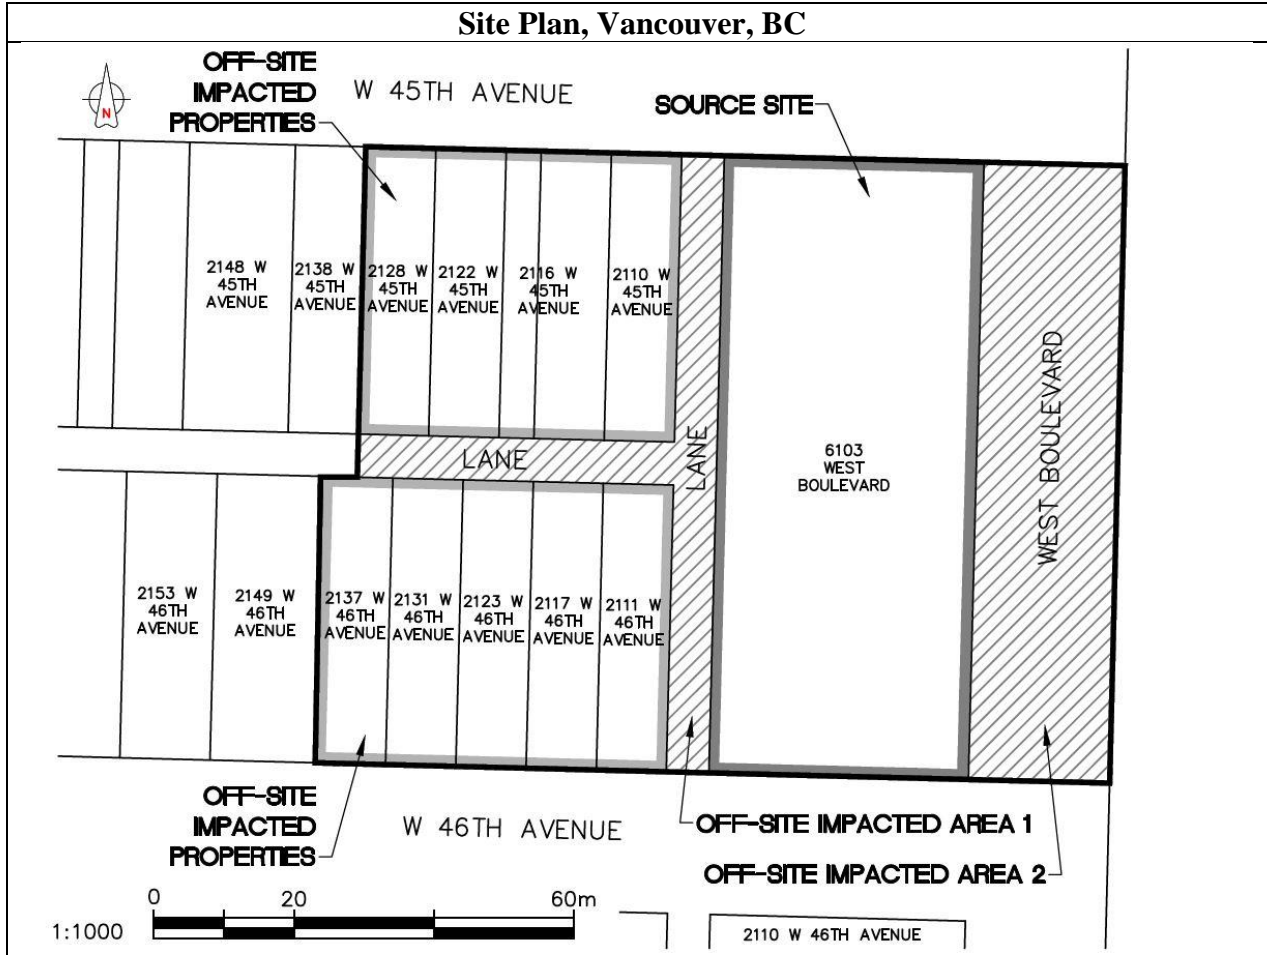 Site Plan, Vancouver, BC
OFF-SITE
IMPACTED
PROPERTIES
W 45TH AVENUE
SOURCE SITE
N
2148 W
45TH
AVENUE
2138 W
45TH
AVENUE
2128 W
45TH
AVENUE
2122 W
45TH
AVENUE
2116 W
45TH
AVENUE
2110 W
45TH
AVENUE
LANE
LANE
6103
WEST
BOULEVARD
WEST BOULEVARD
2153 W
46TH
AVENUE
2149 W
46TH
AVENUE
2137 W
46TH
AVENUE
2131 W
46TH
AVENUE
2123 W
46TH
AVENUE
2117 W
46TH
AVENUE
2111 W
46TH
AVENUE
OFF-SITE
IMPACTED
PROPERTIES
W 46TH AVENUE
OFF-SITE IMPACTED AREA 1
OFF-SITE IMPACTED AREA 2
0 20 60m
1:1000
2110 W 46TH AVENUE